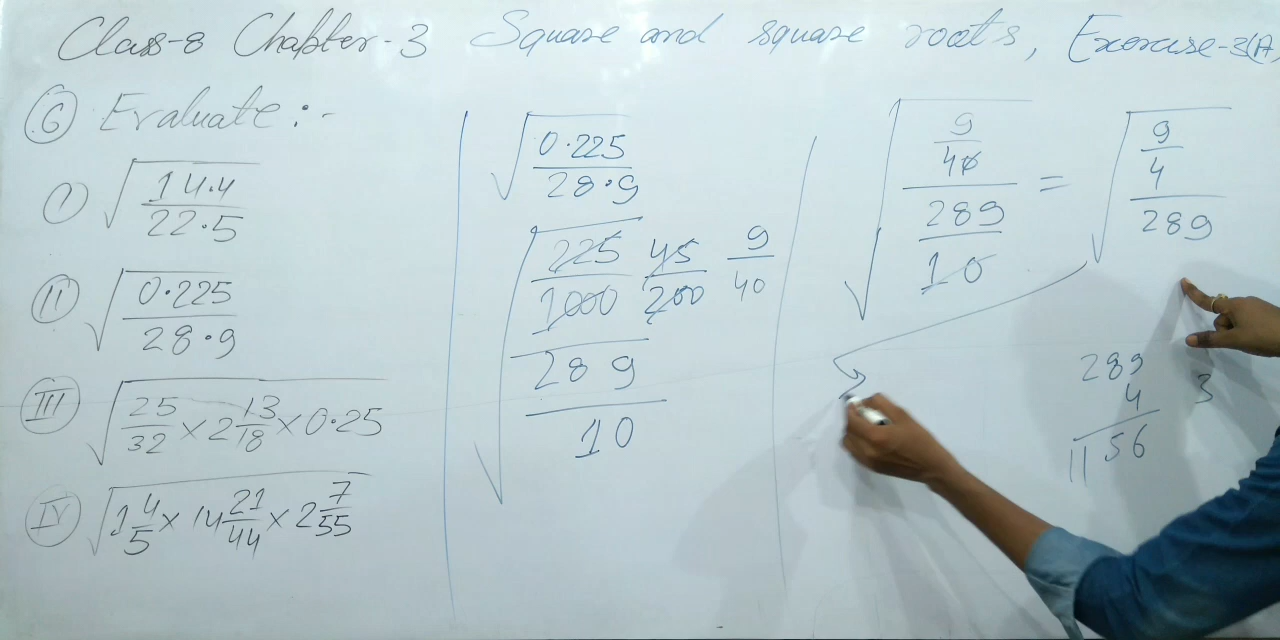 Class-8 Chapter-3 Square and square roots, Exercise-3(A)
(6) Evaluate :-
(I) √(14.4/22.5)
(II) √(0.225/28.9)
(III) √(25/32 × 2 13/18 × 0.25)
(IV) √(1 4/5 × 14 21/44 × 2 7/55)
√(0.225/28.9)
√((225/1000)/(289/10)) 45/200 9/40
√((9/40)/(289/10)) = √((9/4)/289)
289
4
1156
3